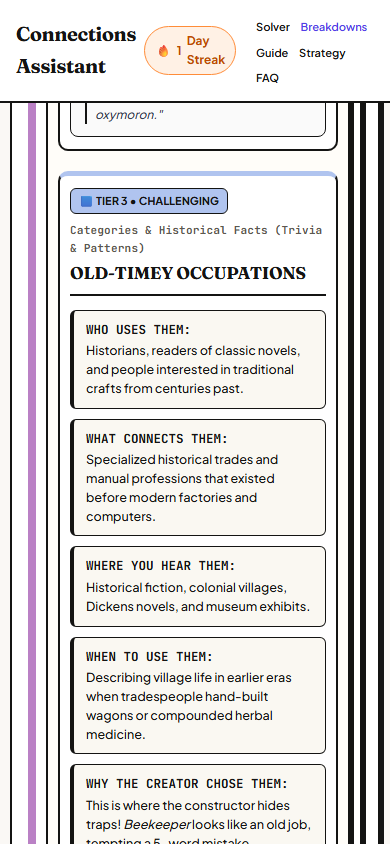 Connections
Assistant
🔥 1 Day
Streak
Solver Breakdowns
Guide Strategy
FAQ
oxymoron."
TIER 3 • CHALLENGING
Categories & Historical Facts (Trivia
& Patterns)
OLD-TIMEY OCCUPATIONS
WHO USES THEM:
Historians, readers of classic novels,
and people interested in traditional
crafts from centuries past.
WHAT CONNECTS THEM:
Specialized historical trades and
manual professions that existed
before modern factories and
computers.
WHERE YOU HEAR THEM:
Historical fiction, colonial villages,
Dickens novels, and museum exhibits.
WHEN TO USE THEM:
Describing village life in earlier eras
when tradespeople hand-built
wagons or compounded herbal
medicine.
WHY THE CREATOR CHOSE THEM:
This is where the constructor hides
traps! Beekeeper looks like an old job,
tempting a 5-word mistake